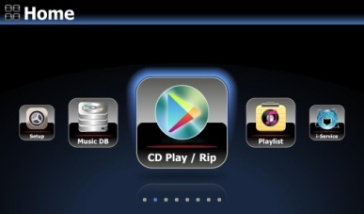 Home
Setup
Music DB
CD Play / Rip
Playlist
i-Service